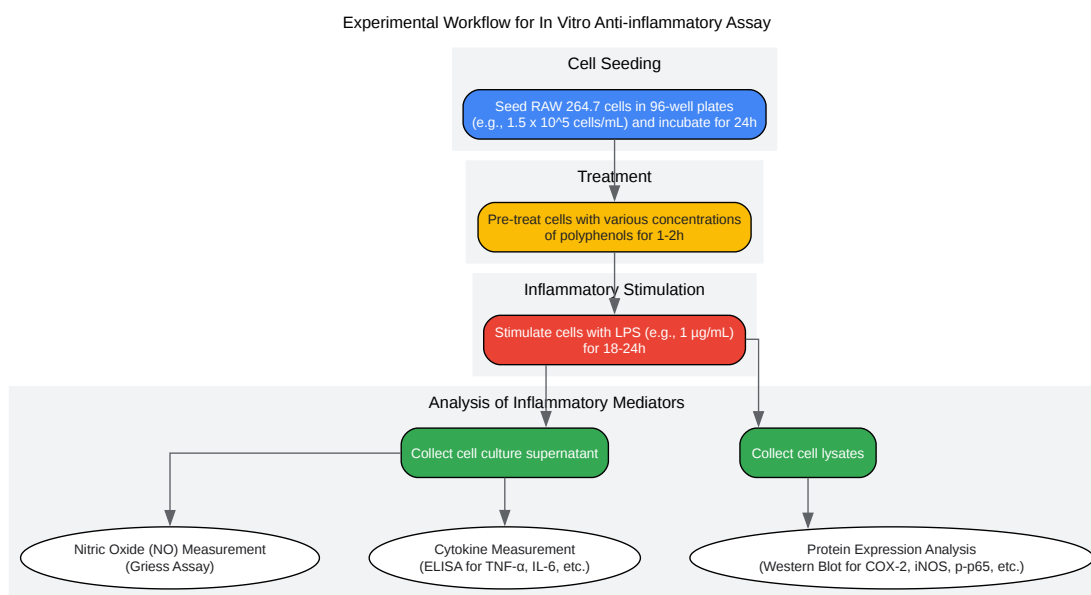 Experimental Workflow for In Vitro Anti-inflammatory Assay
Cell Seeding
Seed RAW 264.7 cells in 96-well plates
(e.g., 1.5 x 10^5 cells/mL) and incubate for 24h
Treatment
Pre-treat cells with various concentrations
of polyphenols for 1-2h
Inflammatory Stimulation
Stimulate cells with LPS (e.g., 1 µg/mL)
for 18-24h
Analysis of Inflammatory Mediators
Collect cell culture supernatant
Collect cell lysates
Nitric Oxide (NO) Measurement
(Griess Assay)
Cytokine Measurement
(ELISA for TNF-α, IL-6, etc.)
Protein Expression Analysis
(Western Blot for COX-2, iNOS, p-p65, etc.)